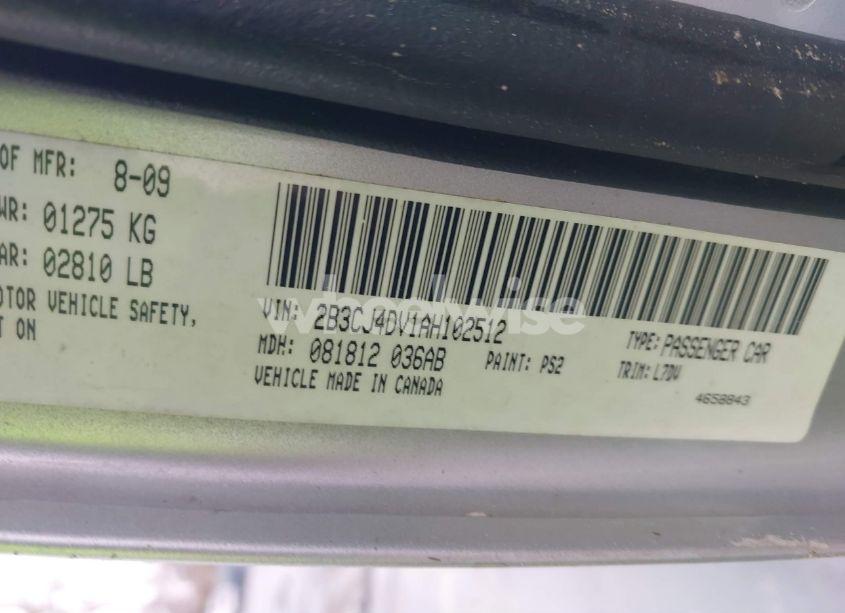 OF MFR: 8-09
WR: 01275 KG
AR: 02810 LB
OTOR VEHICLE SAFETY,
T ON
VIN: 2B3CJ4DV1AH102512
MDH: 081812 036AB
PAINT: PS2
VEHICLE MADE IN CANADA
TYPE: PASSENGER CAR
TRIM: L7DV
4658843
wheelwise